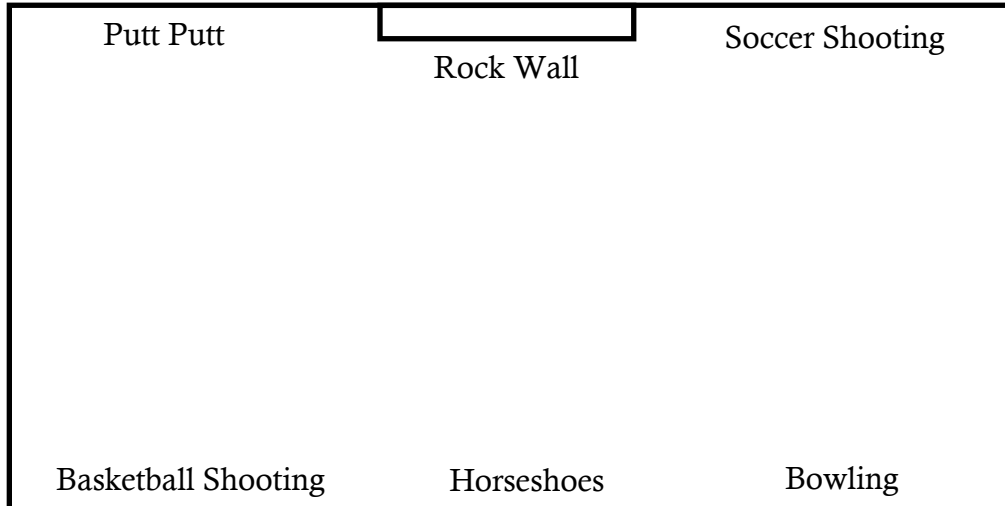 Putt Putt
Soccer Shooting
Rock Wall
Basketball Shooting
Horseshoes
Bowling